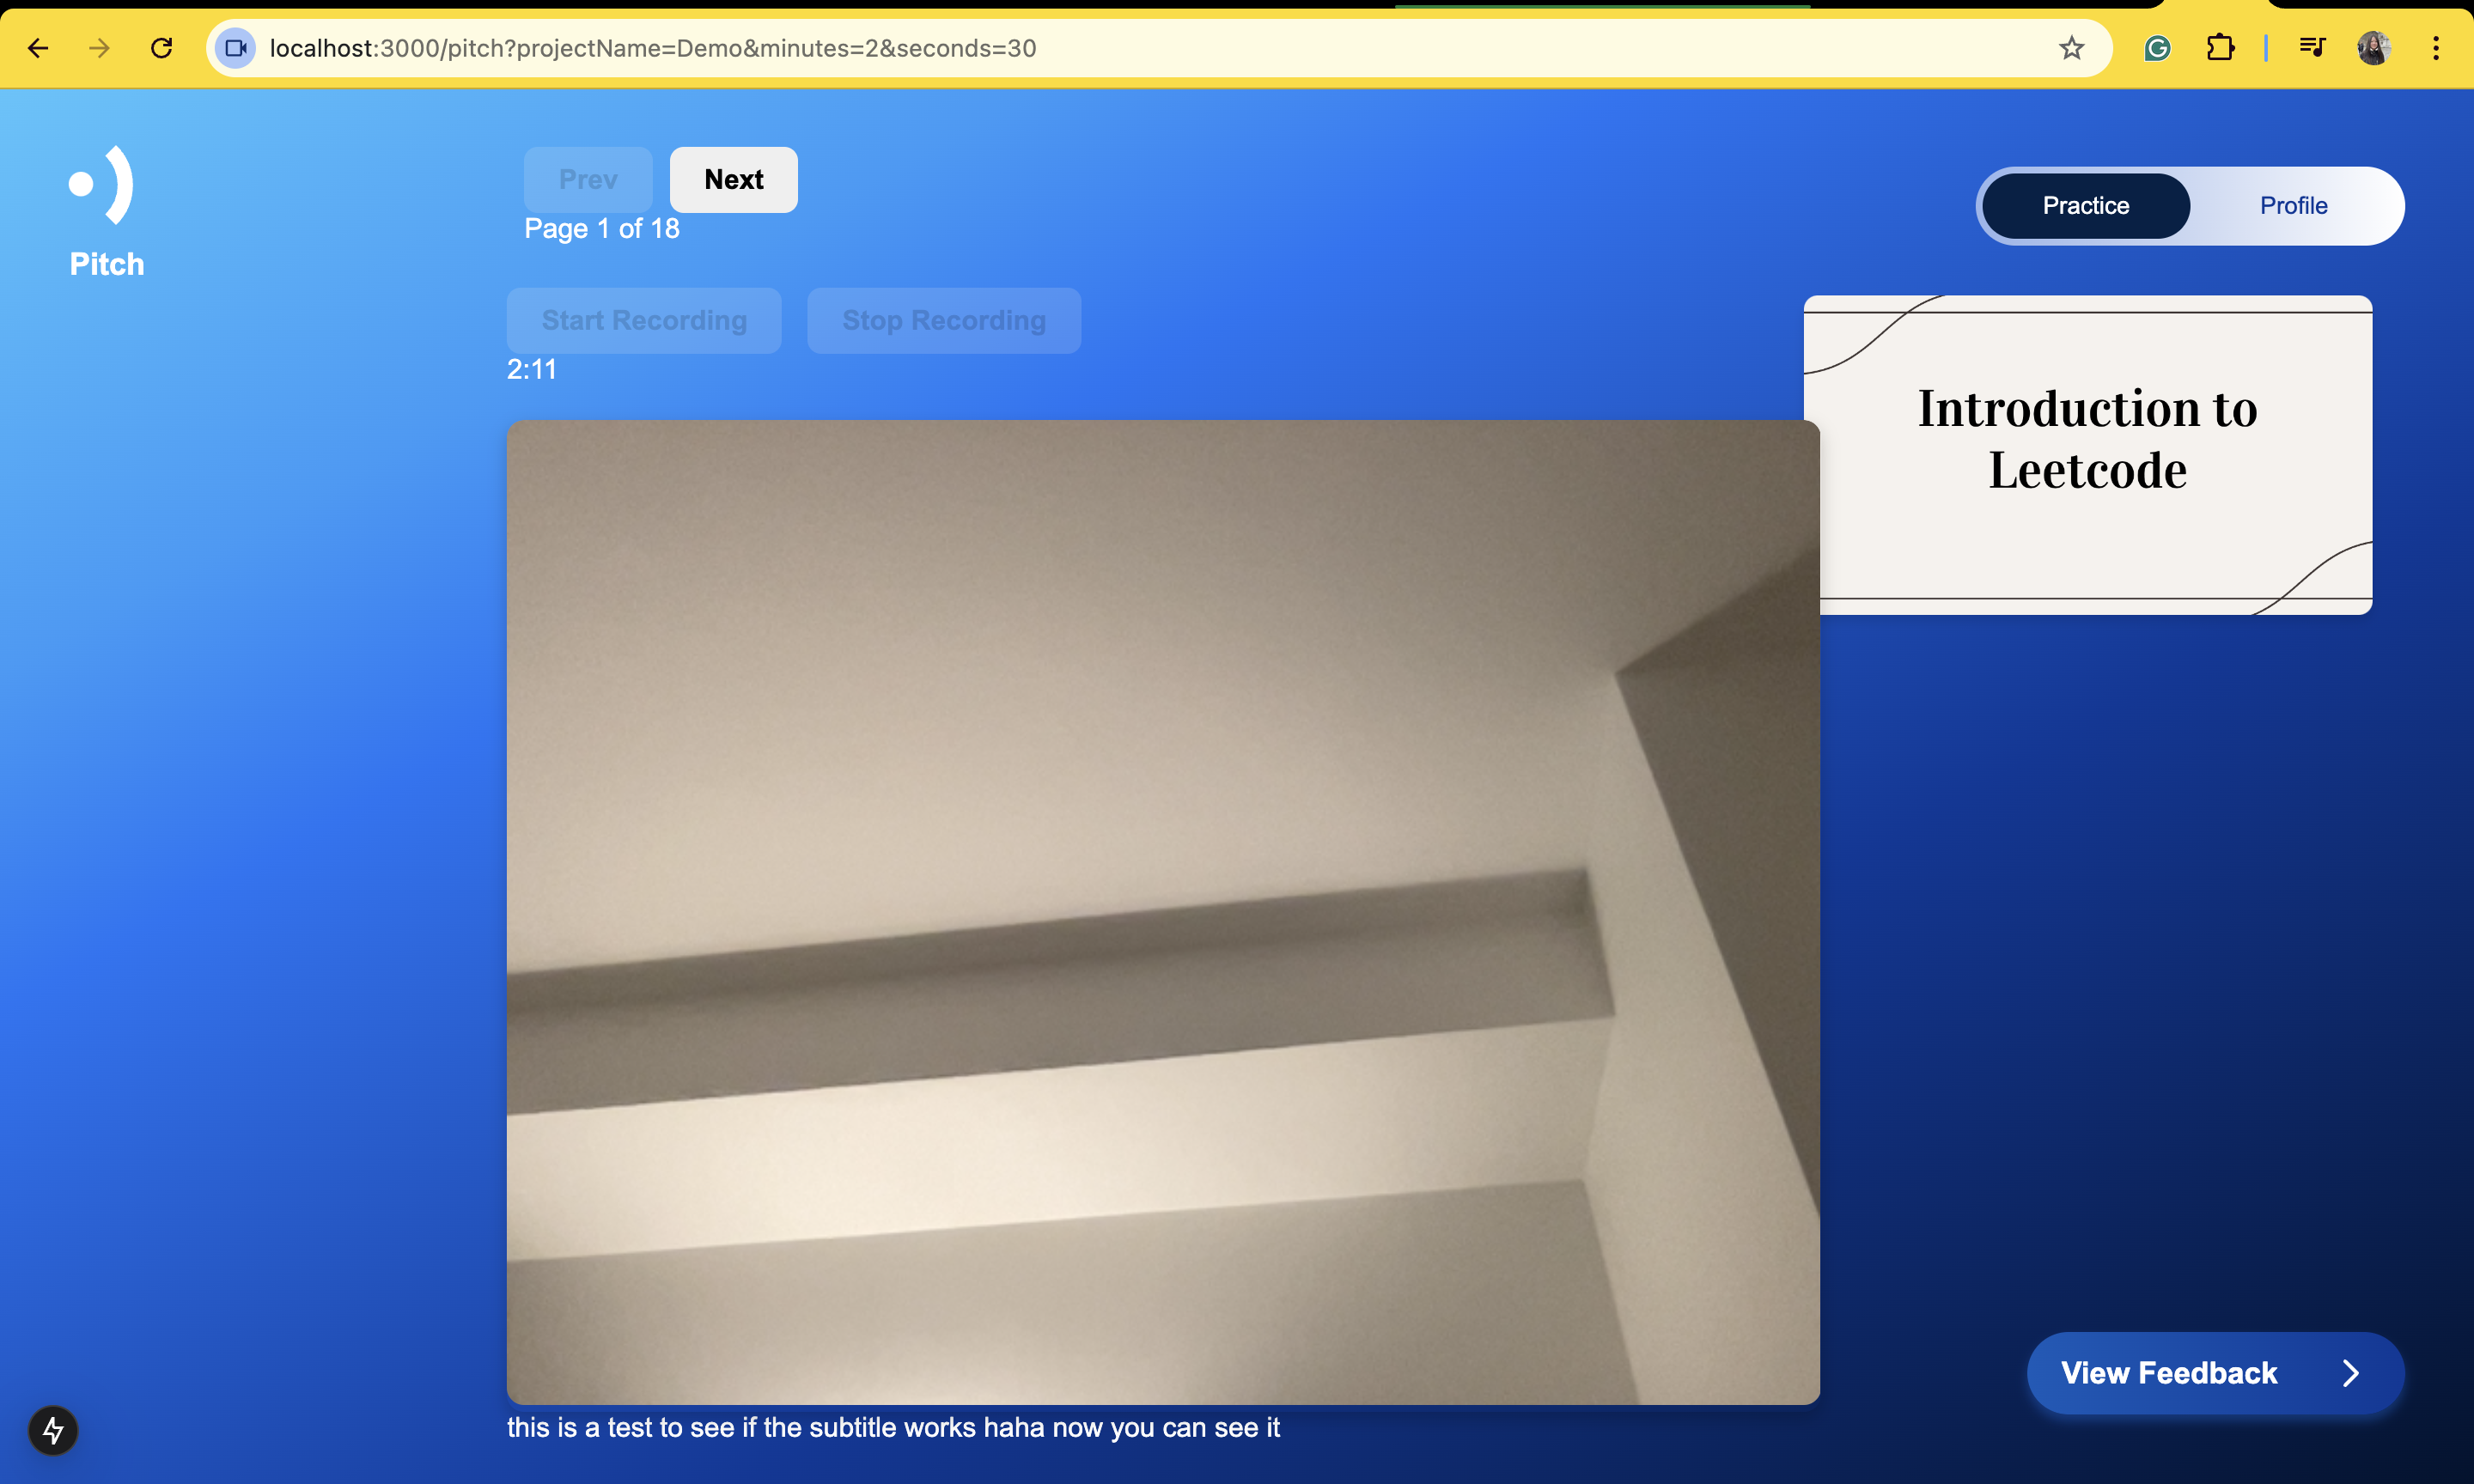 localhost:3000/pitch?projectName=Demo&minutes=2&seconds=30
Pitch
Prev
Next
Page 1 of 18
Practice
Profile
Start Recording
Stop Recording
2:11
Introduction to
Leetcode
View Feedback
this is a test to see if the subtitle works haha now you can see it